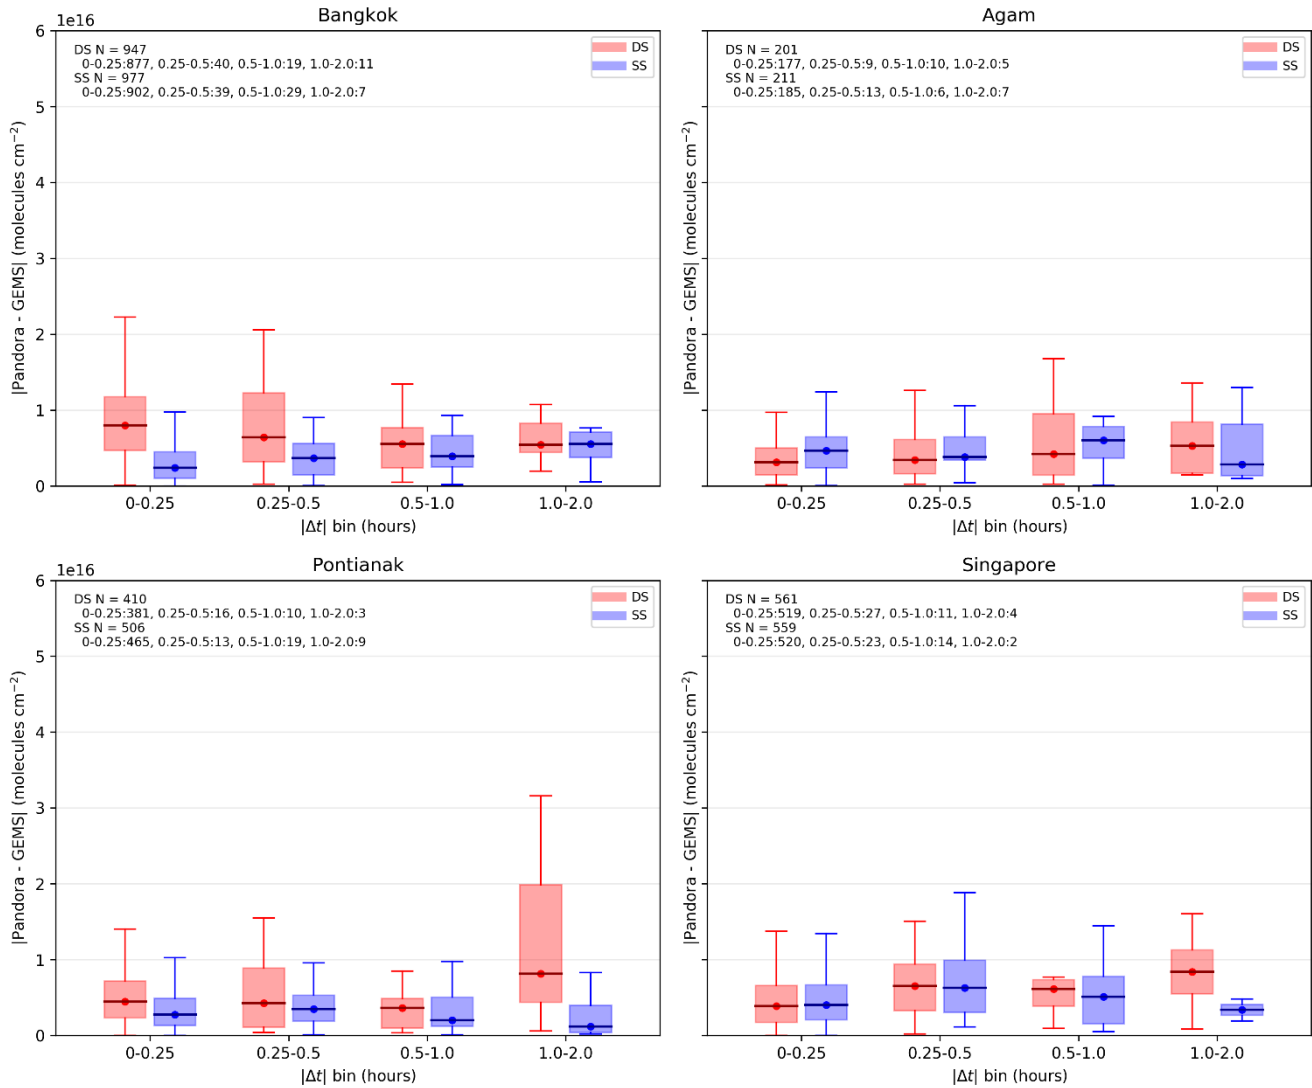 Bangkok
1e16
DS N = 947
0-0.25:877, 0.25-0.5:40, 0.5-1.0:19, 1.0-2.0:11
SS N = 977
0-0.25:902, 0.25-0.5:39, 0.5-1.0:29, 1.0-2.0:7
DS
SS
6
5
4
3
2
1
0
|Pandora - GEMS| (molecules cm⁻²)
0-0.25 0.25-0.5 0.5-1.0 1.0-2.0
|Δt| bin (hours)
Agam
DS N = 201
0-0.25:177, 0.25-0.5:9, 0.5-1.0:10, 1.0-2.0:5
SS N = 211
0-0.25:185, 0.25-0.5:13, 0.5-1.0:6, 1.0-2.0:7
DS
SS
|Pandora - GEMS| (molecules cm⁻²)
0-0.25 0.25-0.5 0.5-1.0 1.0-2.0
|Δt| bin (hours)
Pontianak
1e16
DS N = 410
0-0.25:381, 0.25-0.5:16, 0.5-1.0:10, 1.0-2.0:3
SS N = 506
0-0.25:465, 0.25-0.5:13, 0.5-1.0:19, 1.0-2.0:9
DS
SS
6
5
4
3
2
1
0
|Pandora - GEMS| (molecules cm⁻²)
0-0.25 0.25-0.5 0.5-1.0 1.0-2.0
|Δt| bin (hours)
Singapore
DS N = 561
0-0.25:519, 0.25-0.5:27, 0.5-1.0:11, 1.0-2.0:4
SS N = 559
0-0.25:520, 0.25-0.5:23, 0.5-1.0:14, 1.0-2.0:2
DS
SS
|Pandora - GEMS| (molecules cm⁻²)
0-0.25 0.25-0.5 0.5-1.0 1.0-2.0
|Δt| bin (hours)